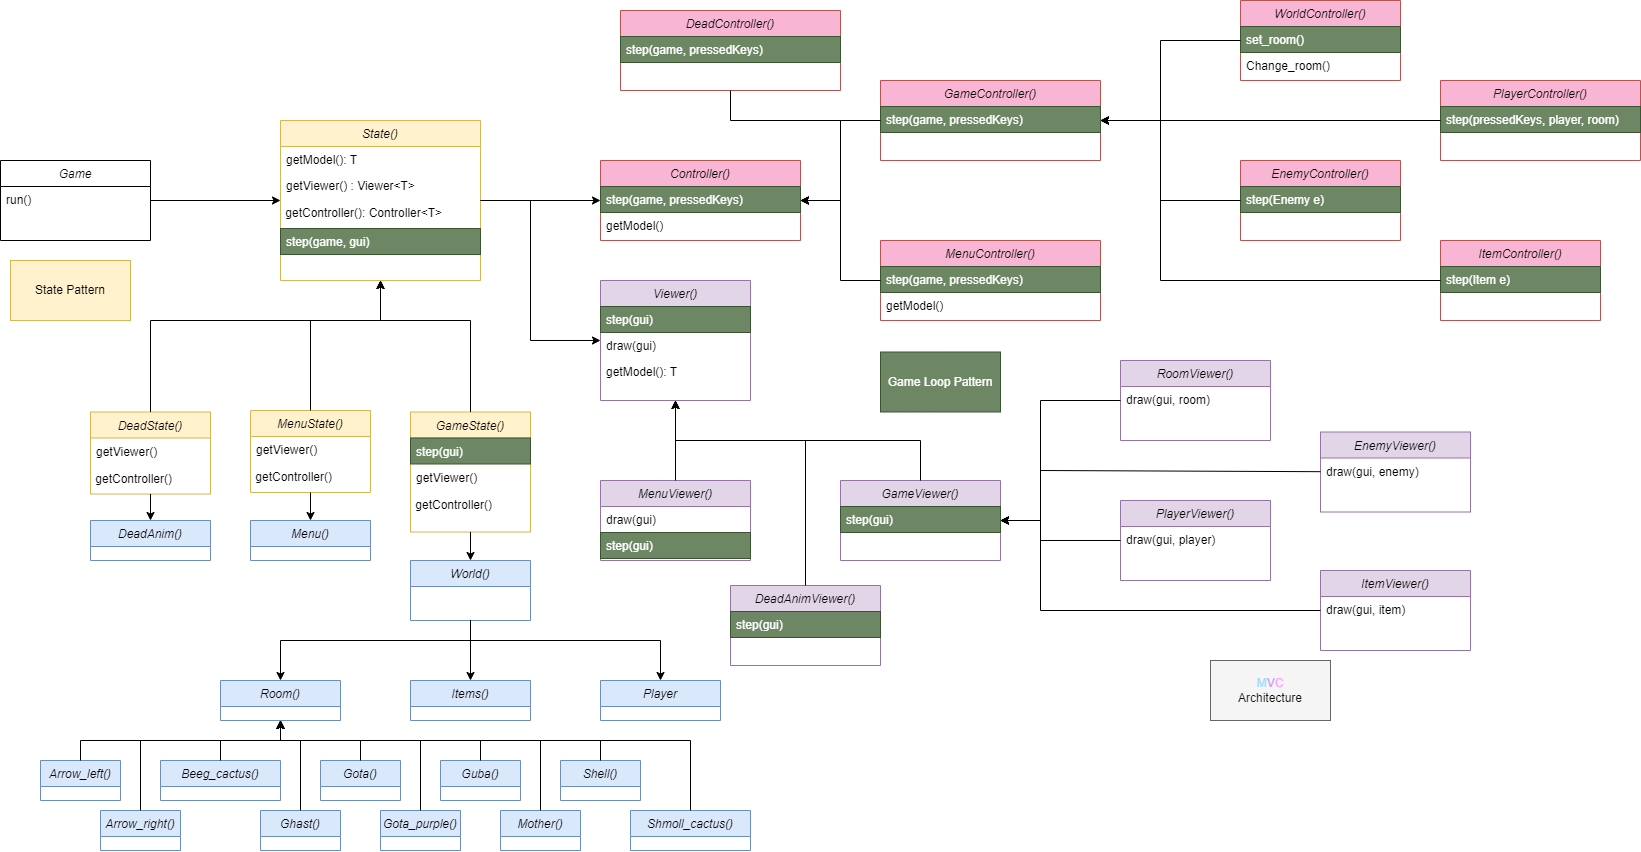 Game
run()
State Pattern
State()
getModel(): T
getViewer() : Viewer<T>
getController(): Controller<T>
step(game, gui)
DeadController()
step(game, pressedKeys)
Controller()
step(game, pressedKeys)
getModel()
GameController()
step(game, pressedKeys)
MenuController()
step(game, pressedKeys)
getModel()
WorldController()
set_room()
Change_room()
PlayerController()
step(pressedKeys, player, room)
EnemyController()
step(Enemy e)
ItemController()
step(Item e)
Viewer()
step(gui)
draw(gui)
getModel(): T
Game Loop Pattern
RoomViewer()
draw(gui, room)
EnemyViewer()
draw(gui, enemy)
PlayerViewer()
draw(gui, player)
ItemViewer()
draw(gui, item)
DeadState()
getViewer()
getController()
MenuState()
getViewer()
getController()
GameState()
step(gui)
getViewer()
getController()
MenuViewer()
draw(gui)
step(gui)
GameViewer()
step(gui)
DeadAnimViewer()
step(gui)
DeadAnim()
Menu()
World()
MVC
Architecture
Room()
Items()
Player
Arrow_left()
Beeg_cactus()
Gota()
Guba()
Shell()
Arrow_right()
Ghast()
Gota_purple()
Mother()
Shmoll_cactus()